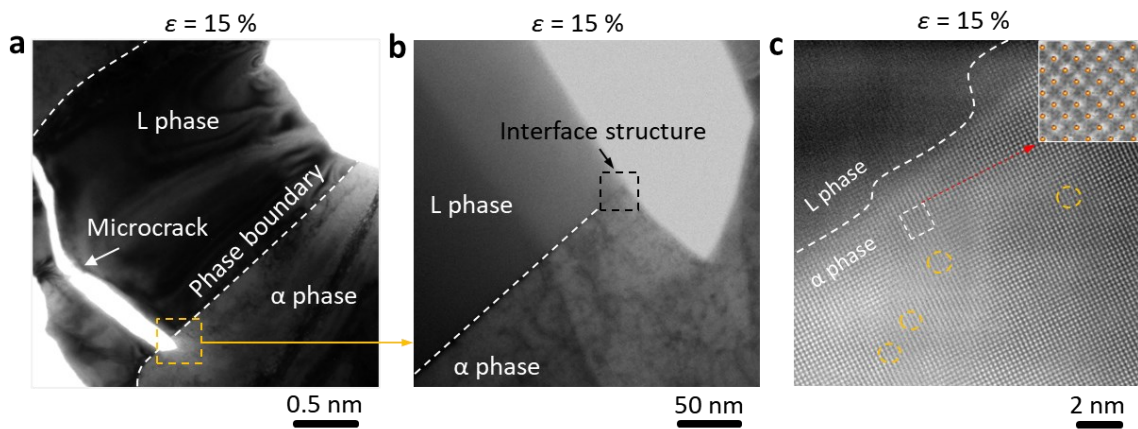 ε = 15 %
ε = 15 %
ε = 15 %
a
L phase
Microcrack
Phase boundary
α phase
0.5 nm
b
Interface structure
L phase
α phase
50 nm
c
L phase
α phase
2 nm